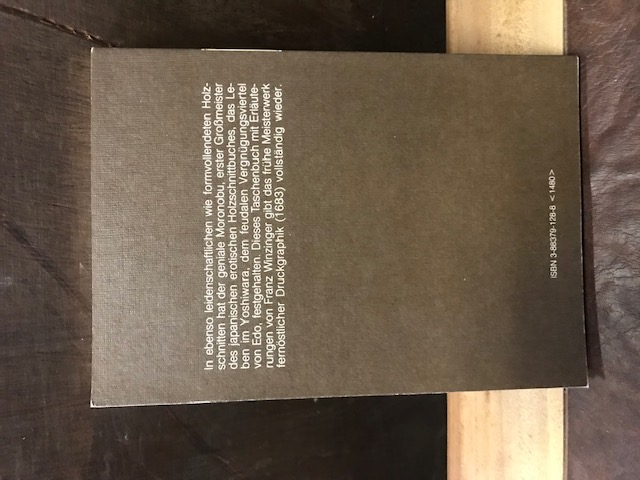 In ebenso leidenschaftlichen wie formvollendeten Holz-
schnitten hat der geniale Moronobu, erster Großmeister
des japanischen erotischen Holzschnittbuches, das Le-
ben im Yoshiwara, dem feudalen Vergnügungsviertel
von Edo, festgehalten. Dieses Taschenbuch mit Erläute-
rungen von Franz Winzinger gibt das frühe Meisterwerk
fernöstlicher Druckgraphik (1683) vollständig wieder.
ISBN 3-88379-128-8 <1480>